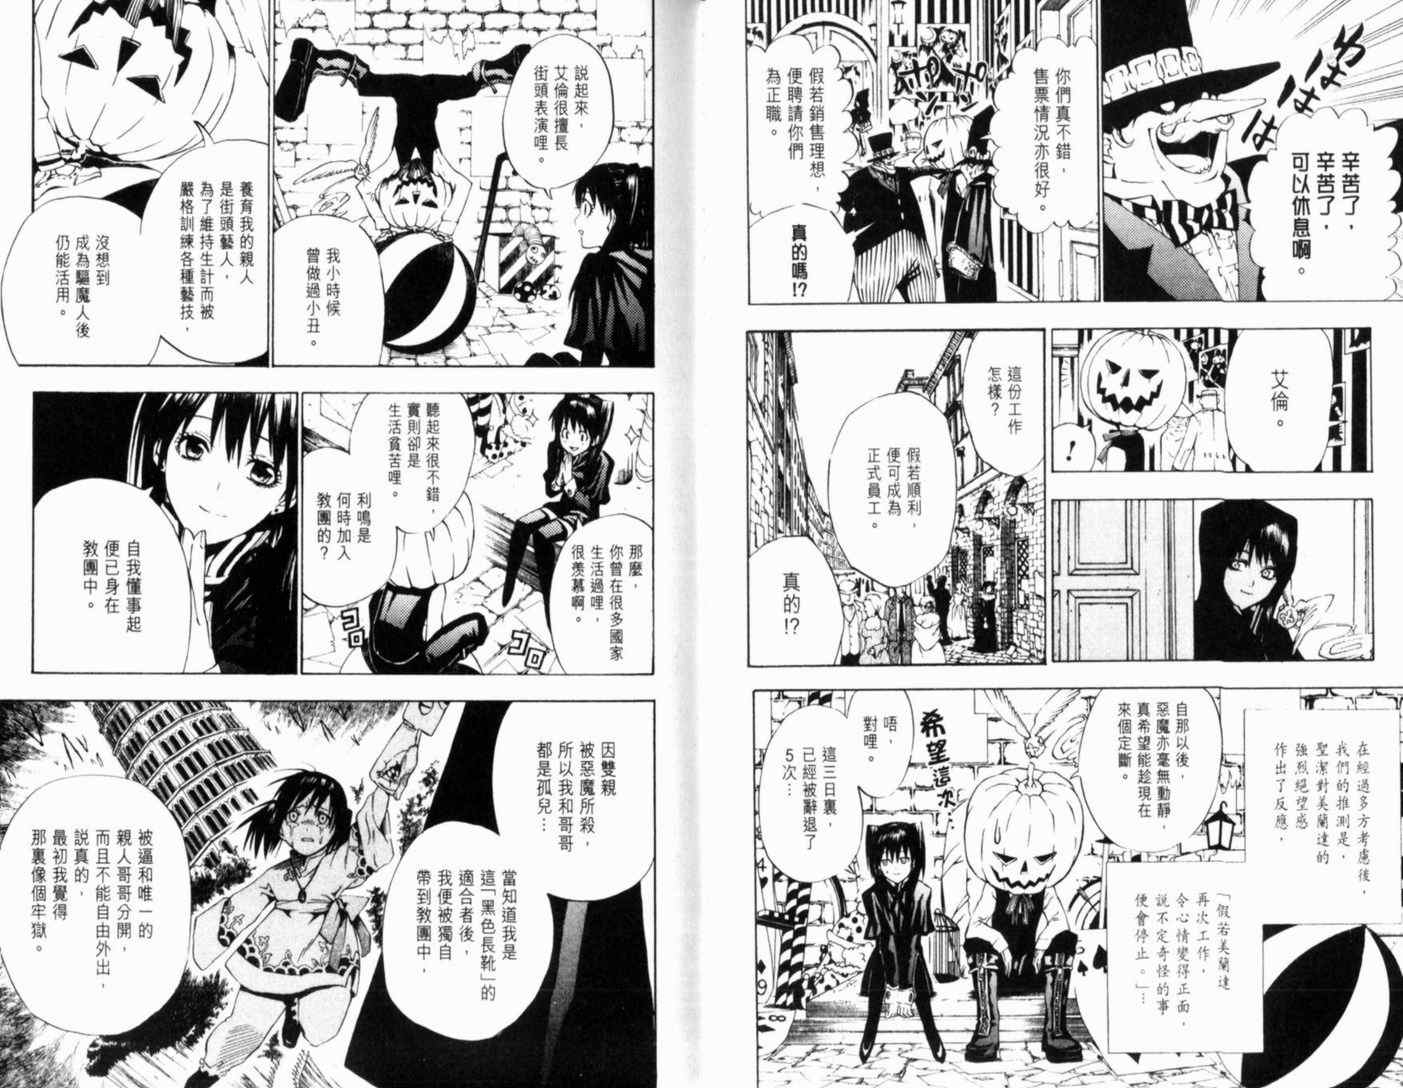 辛苦了，
辛苦了，
可以休息啊。
わはははは
你們真不錯，
售票情況亦很好。
假若銷售理想，
便聘請你們
為正職。
ポン
ポン
真的嗎!?
艾倫。
！
這份工作
怎樣？
假若順利，
便可成為
正式員工。
真的!?
在經過多方考慮後，
我們的推測是，
聖潔對美蘭達的
強烈絕望感
作出了反應，
「假若美蘭達
再次工作，
令心情變得正面，
說不定奇怪的事
便會停止。」…
自那以後，
惡魔亦毫無動靜，
真希望能趁現在
來個定斷。
希望這次
唔，
對哩。
這三日裏，
已經被辭退了
5次…
說起來，
艾倫很擅長
街頭表演哩。
我小時候
曾做過小丑。
養育我的親人
是街頭藝人，
為了維持生計而被
嚴格訓練各種藝技，
沒想到
成為驅魔人後
仍能活用。
那麼，
你曾在很多國家
生活過哩，
很羨慕啊。
聽起來很不錯，
實則卻是
生活貧苦哩。
利鳴是
何時加入
教團的？
ゴロ
ゴロ
自我懂事起
便已身在
教團中。
因雙親
被惡魔所殺，
所以我和哥哥
都是孤兒…
當知道我是
這「黑色長靴」的
適合者後，
我便被獨自
帶到教團中，
被逼和唯一的
親人哥哥分開，
而且不能自由外出，
說真的，
最初我覺得
那裏像個牢獄。